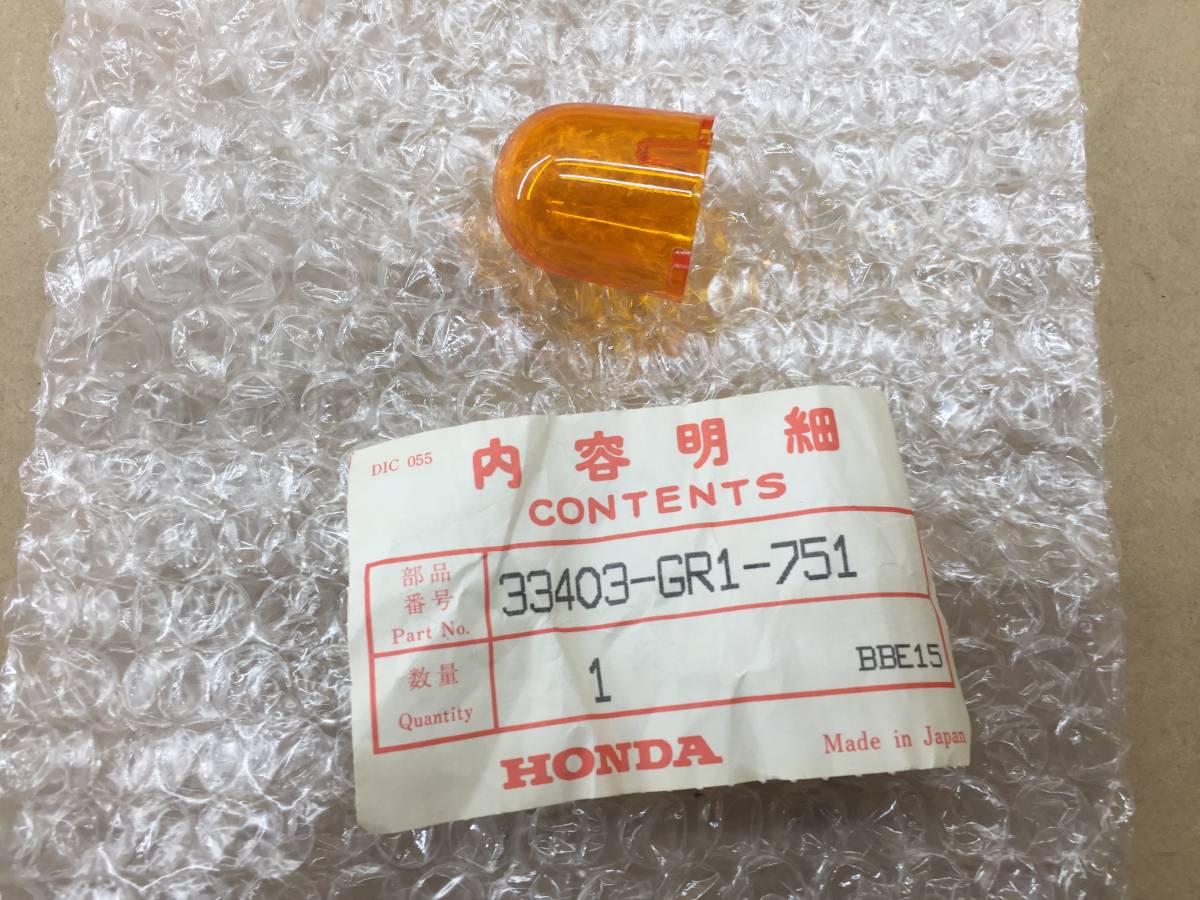 DIC 055
内容明細
CONTENTS
部品
番号
Part No.
33403-GR1-751
数量
Quantity
1
BBE15
HONDA
Made in Japan